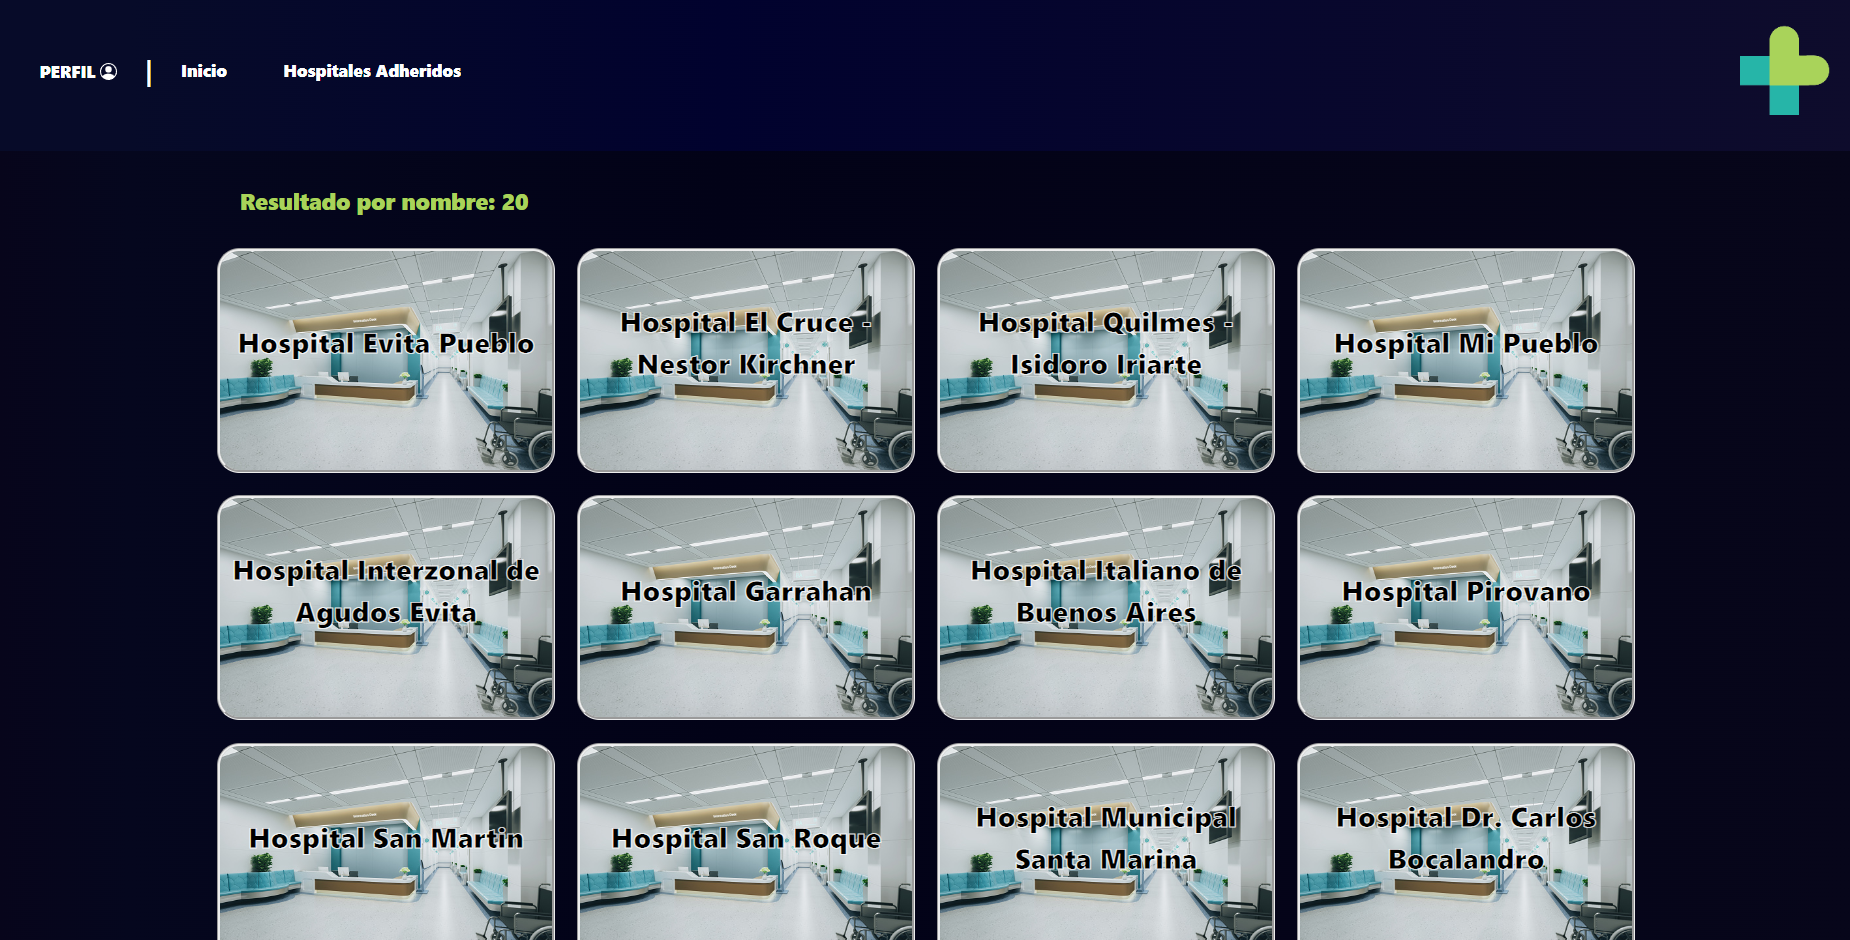 PERFIL
Inicio
Hospitales Adheridos
Resultado por nombre: 20
Hospital Evita Pueblo
Hospital El Cruce -
Nestor Kirchner
Hospital Quilmes -
Isidoro Iriarte
Hospital Mi Pueblo
Hospital Interzonal de
Agudos Evita
Hospital Garrahan
Hospital Italiano de
Buenos Aires
Hospital Pirovano
Hospital San Martin
Hospital San Roque
Hospital Municipal
Santa Marina
Hospital Dr. Carlos
Bocalandro